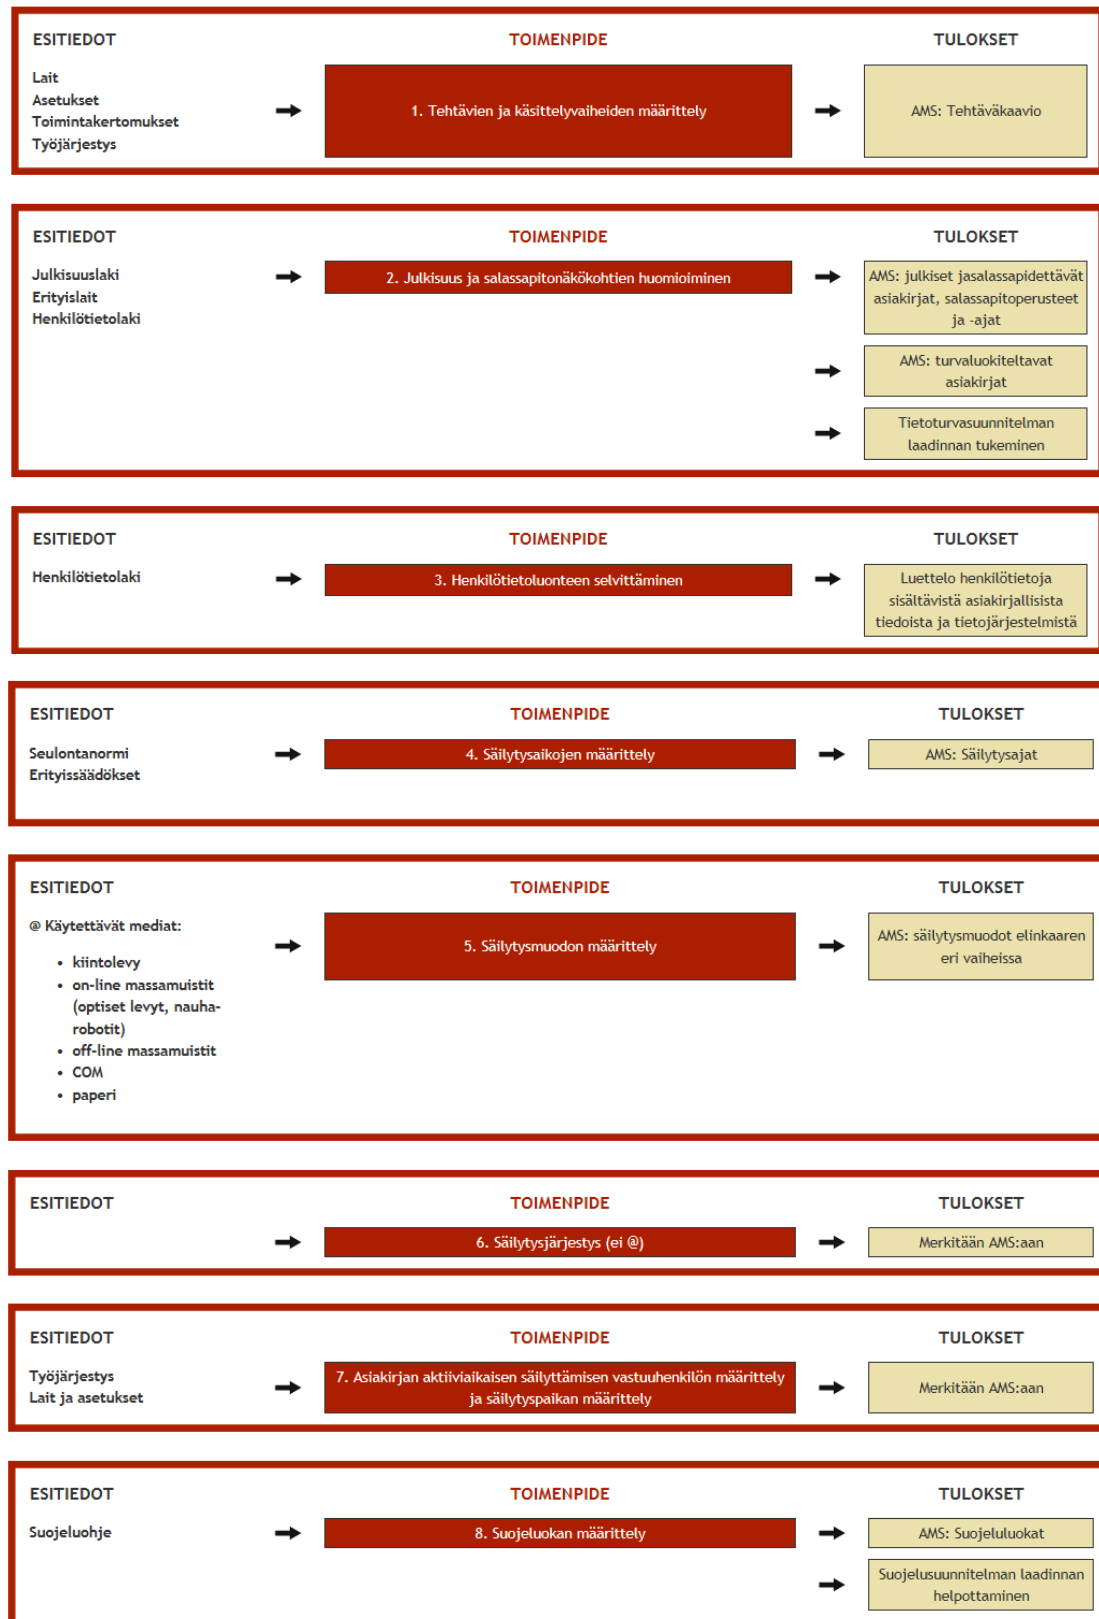 ESITIEDOT
TOIMENPIDE
TULOKSET
Lait
Asetukset
Toimintakertomukset
Työjärjestys
1. Tehtävien ja käsittelyvaiheiden määrittely
AMS: Tehtäväkaavio
ESITIEDOT
TOIMENPIDE
TULOKSET
Julkisuuslaki
Erityislait
Henkilötietolaki
2. Julkisuus ja salassapitonäkökohtien huomioiminen
AMS: julkiset jasalassapidettävät
asiakirjat, salassapitoperusteet
ja -ajat
AMS: turvaluokiteltavat
asiakirjat
Tietoturvasuunnitelman
laadinnan tukeminen
ESITIEDOT
TOIMENPIDE
TULOKSET
Henkilötietolaki
3. Henkilötietoluonteen selvittäminen
Luettelo henkilötietoja
sisältävistä asiakirjallisista
tiedoista ja tietojärjestelmistä
ESITIEDOT
TOIMENPIDE
TULOKSET
Seulontanormi
Erityissäädökset
4. Säilytysaikojen määrittely
AMS: Säilytysajat
ESITIEDOT
TOIMENPIDE
TULOKSET
@ Käytettävät mediat:
• kiintolevy
• on-line massamuistit
(optiset levyt, nauha-
robotit)
• off-line massamuistit
• COM
• paperi
5. Säilytysmuodon määrittely
AMS: säilytysmuodot elinkaaren
eri vaiheissa
ESITIEDOT
TOIMENPIDE
TULOKSET
6. Säilytysjärjestys (ei @)
Merkitään AMS:aan
ESITIEDOT
TOIMENPIDE
TULOKSET
Työjärjestys
Lait ja asetukset
7. Asiakirjan aktiiviaikaisen säilyttämisen vastuuhenkilön määrittely
ja säilytyspaikan määrittely
Merkitään AMS:aan
ESITIEDOT
TOIMENPIDE
TULOKSET
Suojeluohje
8. Suojeluokan määrittely
AMS: Suojeluluokat
Suojelusuunnitelman laadinnan
helpottaminen